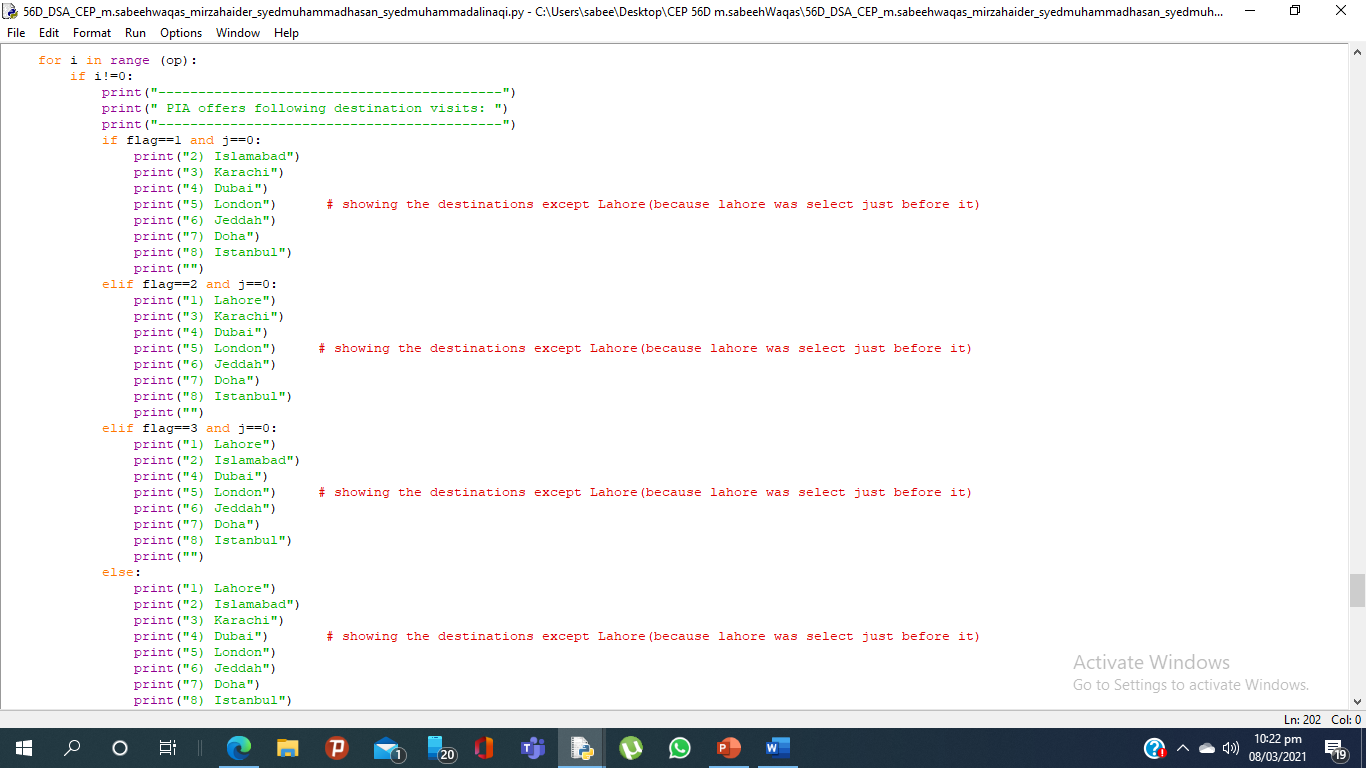 56D_DSA_CEP_m.sabeehwaqas_mirzahaider_syedmuhammadhasan_syedmuhammadalinaqi.py - C:\Users\sabee\Desktop\CEP 56D m.sabeehWaqas\56D_DSA_CEP_m.sabeehwaqas_mirzahaider_syedmuhammadhasan_syedmuh...
File Edit Format Run Options Window Help
for i in range (op):
if i!=0:
print("-------------------------------------------")
print(" PIA offers following destination visits: ")
print("-------------------------------------------")
if flag==1 and j==0:
print("2) Islamabad")
print("3) Karachi")
print("4) Dubai")
print("5) London") # showing the destinations except Lahore(because lahore was select just before it)
print("6) Jeddah")
print("7) Doha")
print("8) Istanbul")
print("")
elif flag==2 and j==0:
print("1) Lahore")
print("3) Karachi")
print("4) Dubai")
print("5) London") # showing the destinations except Lahore(because lahore was select just before it)
print("6) Jeddah")
print("7) Doha")
print("8) Istanbul")
print("")
elif flag==3 and j==0:
print("1) Lahore")
print("2) Islamabad")
print("4) Dubai")
print("5) London") # showing the destinations except Lahore(because lahore was select just before it)
print("6) Jeddah")
print("7) Doha")
print("8) Istanbul")
print("")
else:
print("1) Lahore")
print("2) Islamabad")
print("3) Karachi")
print("4) Dubai") # showing the destinations except Lahore(because lahore was select just before it)
print("5) London")
print("6) Jeddah")
print("7) Doha")
print("8) Istanbul")
Activate Windows
Go to Settings to activate Windows.
Ln: 202 Col: 0
1
20
10:22 pm
08/03/2021
19